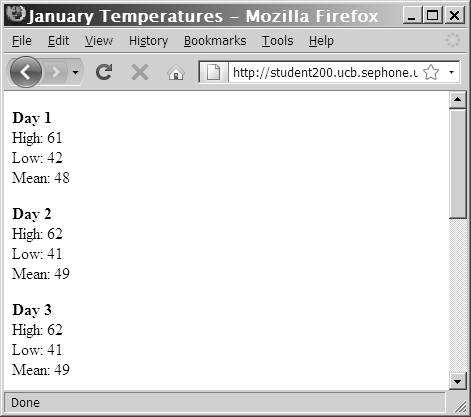 January Temperatures - Mozilla Firefox
File Edit View History Bookmarks Tools Help
http://student200.ucb.sephone.u
Day 1
High: 61
Low: 42
Mean: 48
Day 2
High: 62
Low: 41
Mean: 49
Day 3
High: 62
Low: 41
Mean: 49
Done